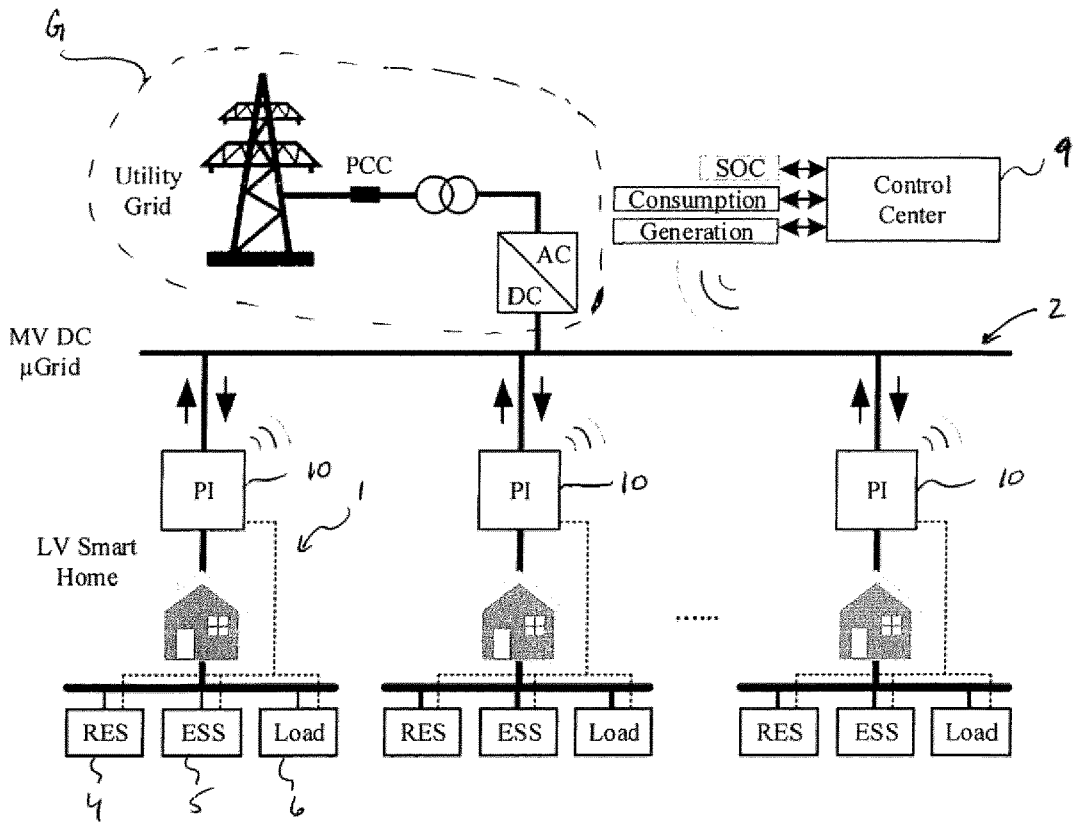 G
Utility
Grid
PCC
AC
DC
SOC
Consumption
Generation
Control
Center
9
MV DC
µGrid
2
PI
10
PI
10
PI
10
1
LV Smart
Home
......
RES
ESS
Load
RES
ESS
Load
RES
ESS
Load
4
5
6